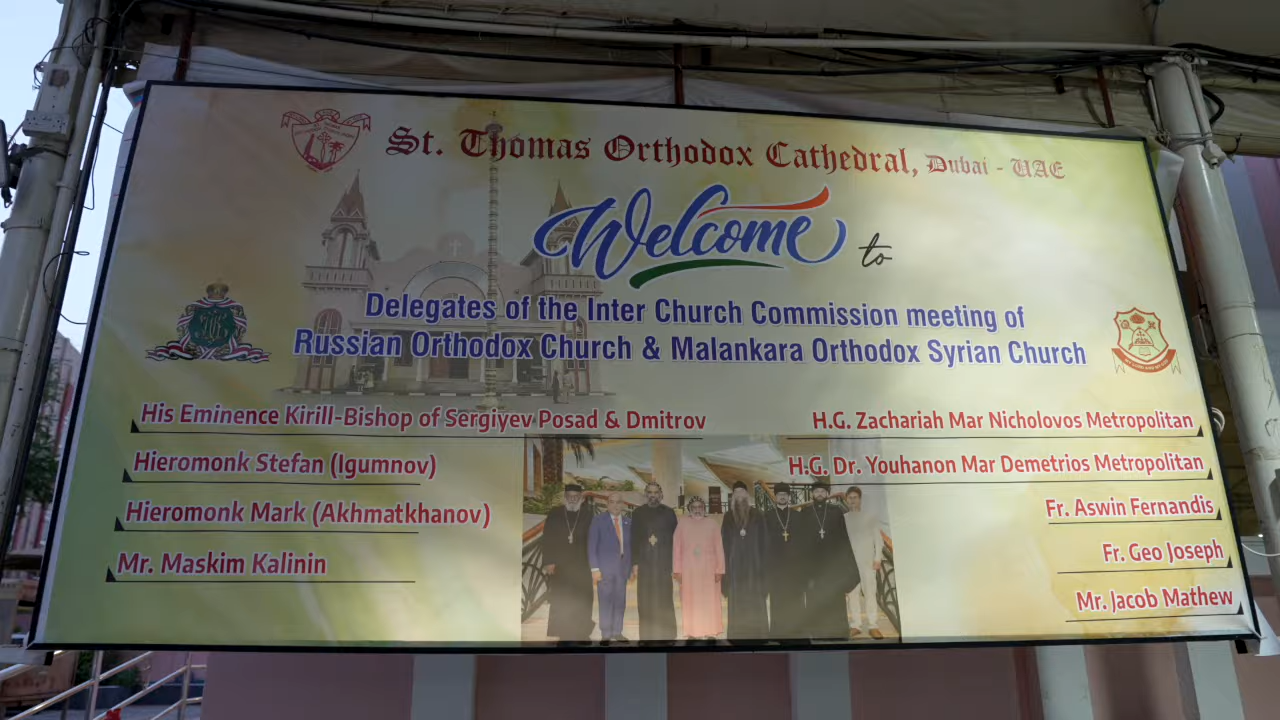 St. Thomas Orthodox Cathedral, Dubai - UAE
Welcome to
Delegates of the Inter Church Commission meeting of
Russian Orthodox Church & Malankara Orthodox Syrian Church
His Eminence Kirill-Bishop of Sergiyev Posad & Dmitrov
Hieromonk Stefan (Igumnov)
Hieromonk Mark (Akhmatkhanov)
Mr. Maskim Kalinin
H.G. Zachariah Mar Nicholovos Metropolitan
H.G. Dr. Youhanon Mar Demetrios Metropolitan
Fr. Aswin Fernandis
Fr. Geo Joseph
Mr. Jacob Mathew